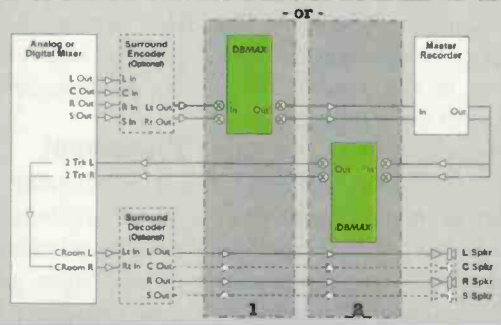 - or -
Analog or
Digital Mixer
L Out
C Out
R Out
S Out
2 Trk L
2 Trk R
CRoom L
CRoom R
Surround
Encoder
(Optional)
L In
C In
R In Lt Out
S In Rt Out
DBMAX
In Out
Master
Recorder
In Out
Out In
DBMAX
Surround
Decoder
(Optional)
Lt In L Out
Rt In C Out
R Out
S Out
L Spkr
C Spkr
R Spkr
S Spkr
1
2